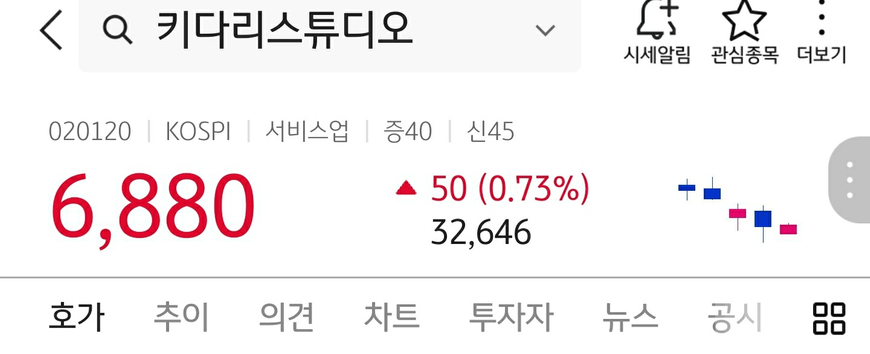 키다리스튜디오
시세알림 관심종목 더보기
020120 | KOSPI | 서비스업 | 증40 | 신45
6,880 ▲ 50 (0.73%)
32,646
호가 추이 의견 차트 투자자 뉴스 공시